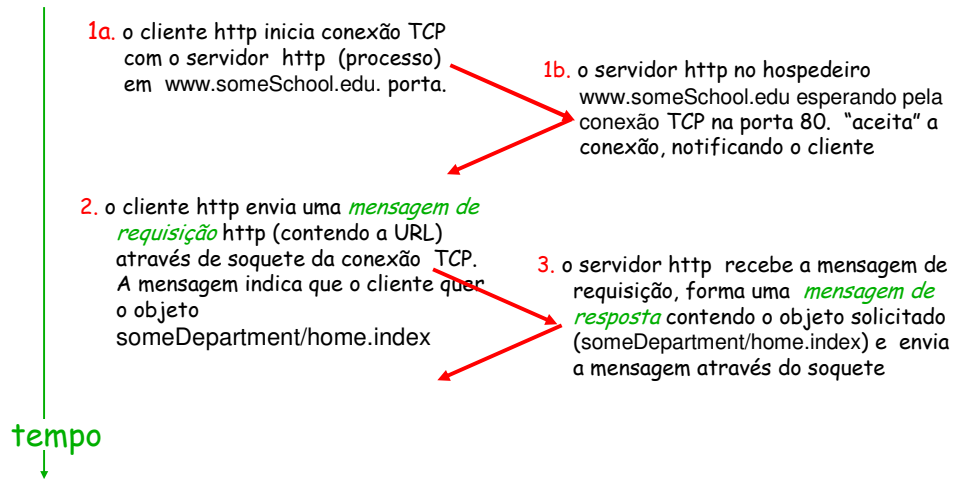 1a. o cliente http inicia conexão TCP
com o servidor http (processo)
em www.someSchool.edu. porta.
1b. o servidor http no hospedeiro
www.someSchool.edu esperando pela
conexão TCP na porta 80. “aceita” a
conexão, notificando o cliente
2. o cliente http envia uma mensagem de
requisição http (contendo a URL)
através de soquete da conexão TCP.
A mensagem indica que o cliente quer
o objeto
someDepartment/home.index
3. o servidor http recebe a mensagem de
requisição, forma uma mensagem de
resposta contendo o objeto solicitado
(someDepartment/home.index) e envia
a mensagem através do soquete
tempo